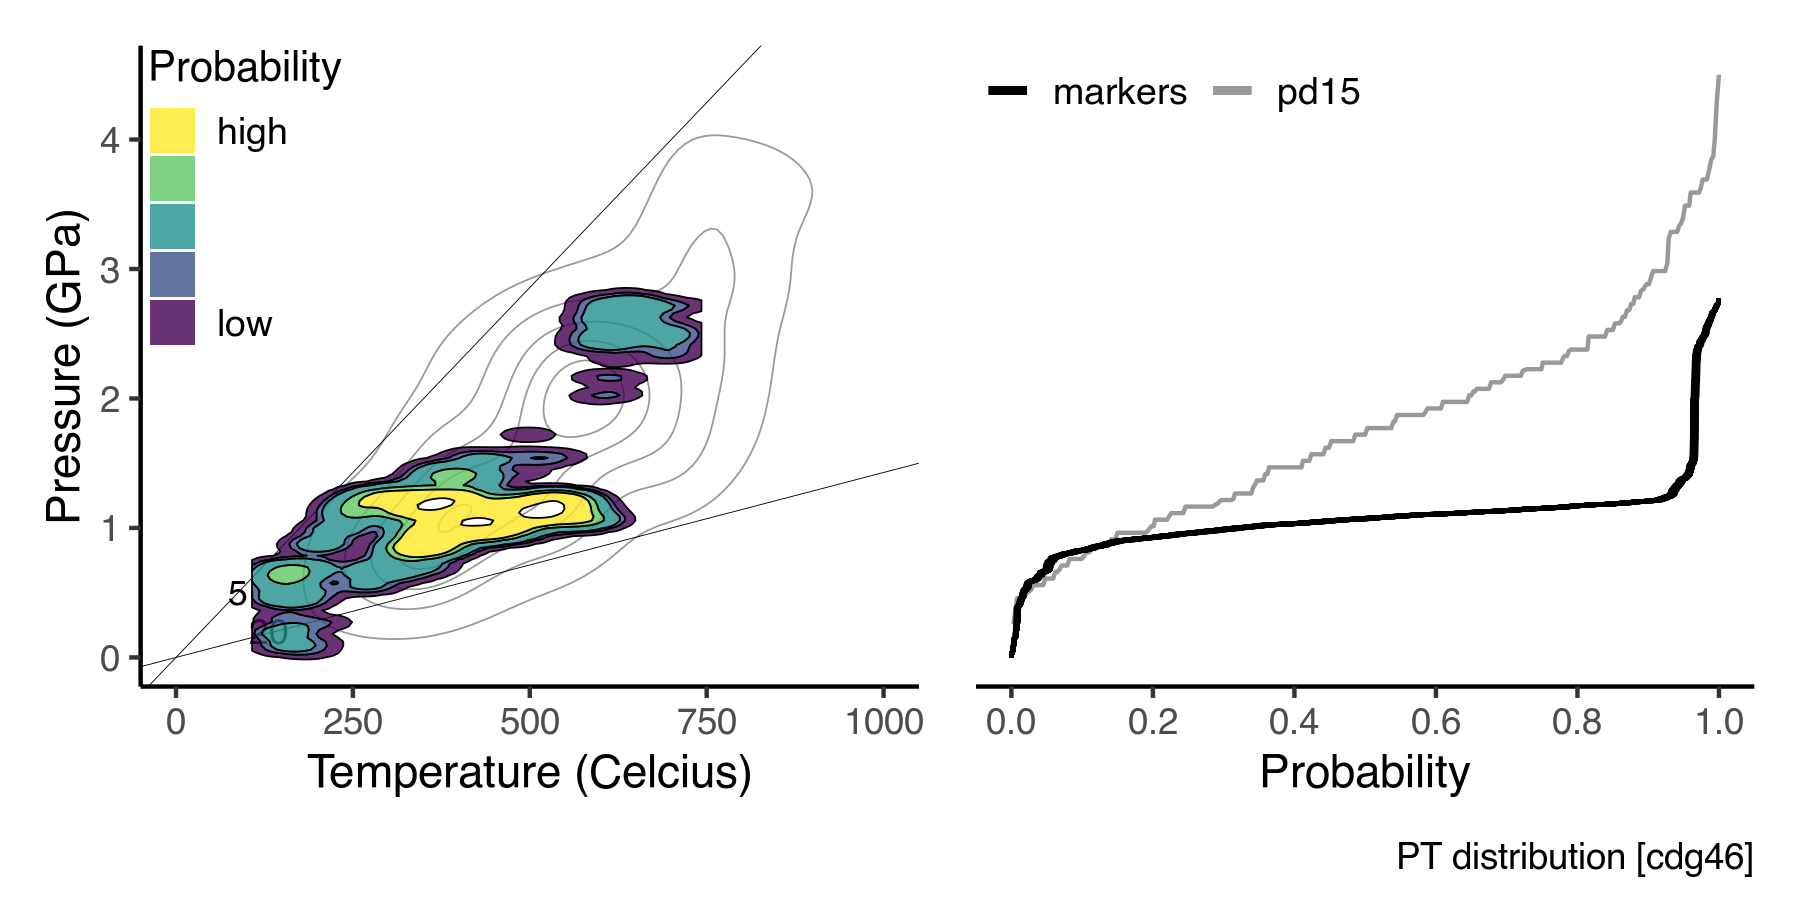 Probability
high
low
Pressure (GPa)
4
3
2
1
0
5
20
0 250 500 750 1000
Temperature (Celcius)
markers pd15
0.0 0.2 0.4 0.6 0.8 1.0
Probability
PT distribution [cdg46]